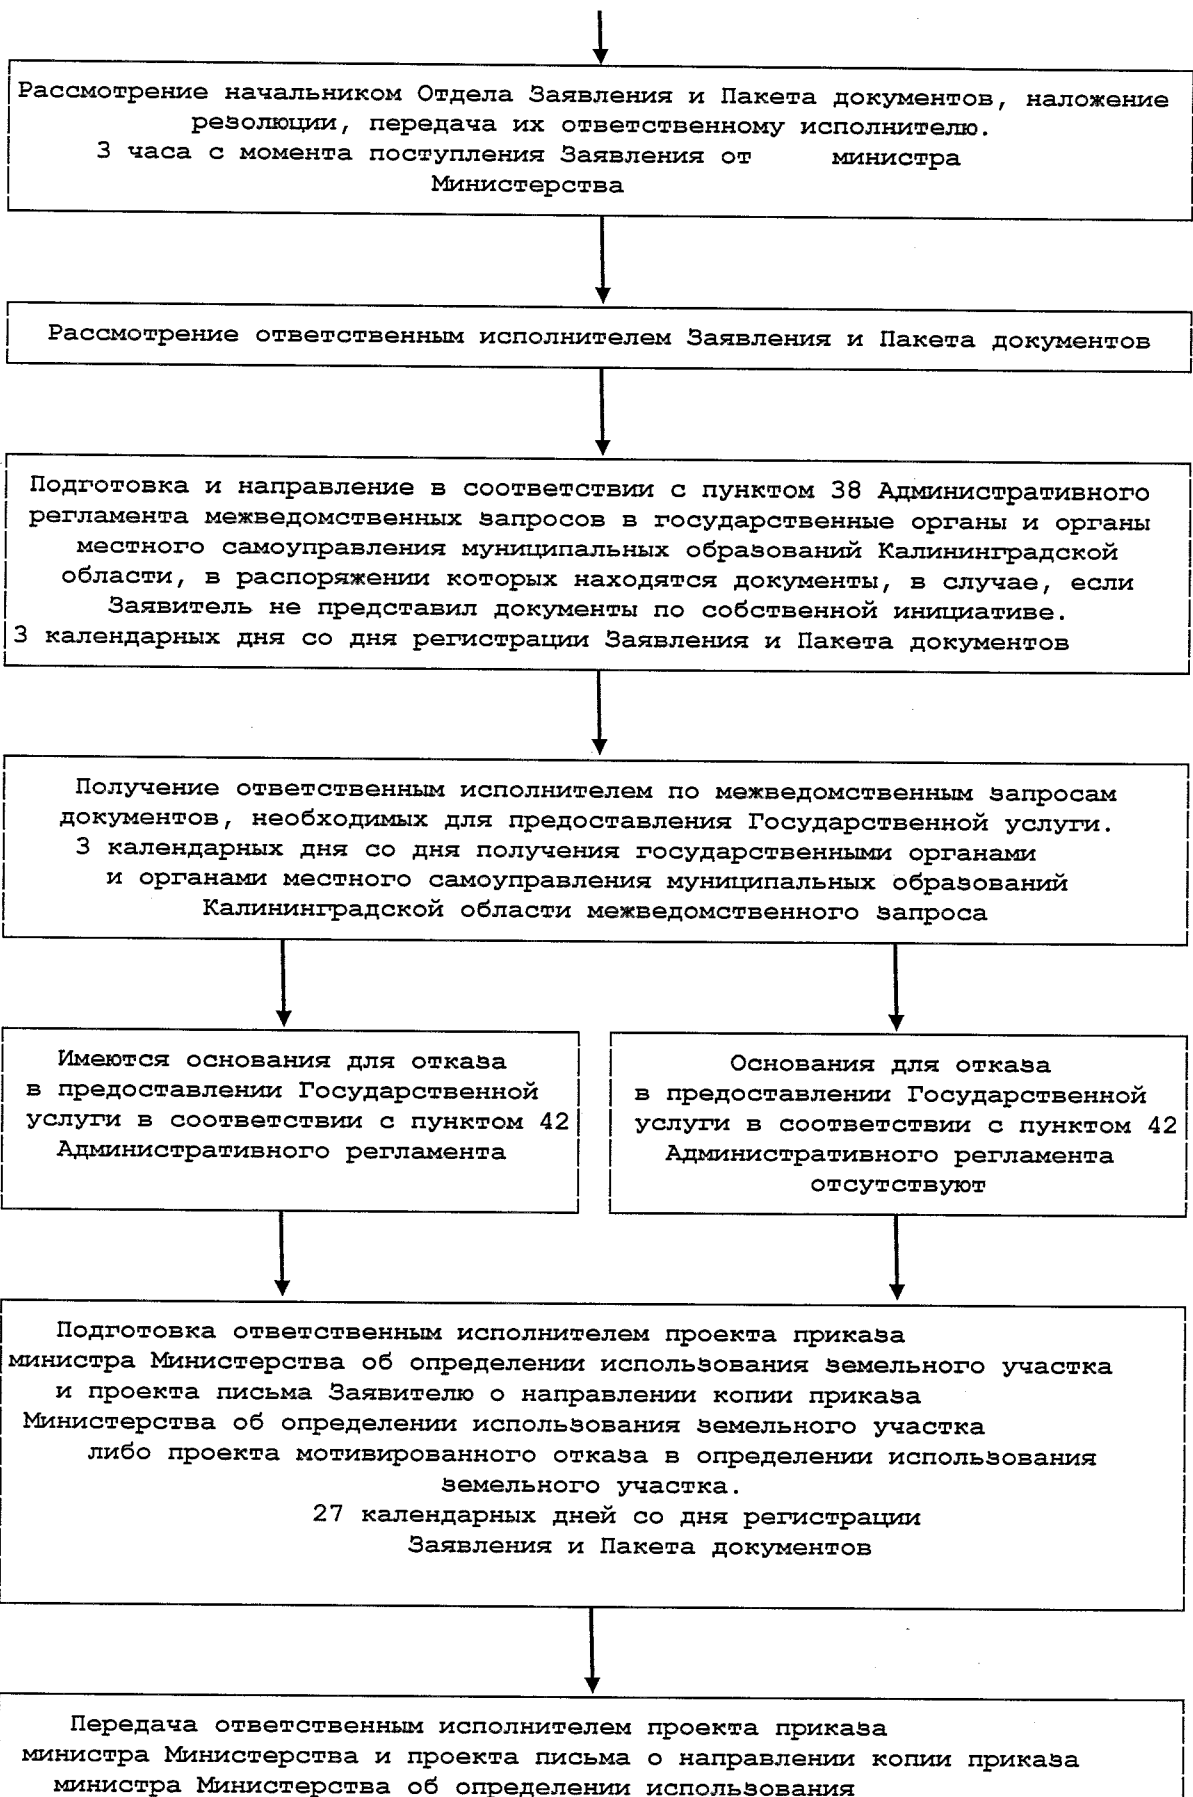 Рассмотрение начальником Отдела Заявления и Пакета документов, наложение
резолюции, передача их ответственному исполнителю.
3 часа с момента поступления Заявления от министра
Министерства
Рассмотрение ответственным исполнителем Заявления и Пакета документов
Подготовка и направление в соответствии с пунктом 38 Административного
регламента межведомственных запросов в государственные органы и органы
местного самоуправления муниципальных образований Калининградской
области, в распоряжении которых находятся документы, в случае, если
Заявитель не представил документы по собственной инициативе.
3 календарных дня со дня регистрации Заявления и Пакета документов
Получение ответственным исполнителем по межведомственным запросам
документов, необходимых для предоставления Государственной услуги.
3 календарных дня со дня получения государственными органами
и органами местного самоуправления муниципальных образований
Калининградской области межведомственного запроса
Имеются основания для отказа
в предоставлении Государственной
услуги в соответствии с пунктом 42
Административного регламента
Основания для отказа
в предоставлении Государственной
услуги в соответствии с пунктом 42
Административного регламента
отсутствуют
Подготовка ответственным исполнителем проекта приказа
министра Министерства об определении использования земельного участка
и проекта письма Заявителю о направлении копии приказа
Министерства об определении использования земельного участка
либо проекта мотивированного отказа в определении использования
земельного участка.
27 календарных дней со дня регистрации
Заявления и Пакета документов
Передача ответственным исполнителем проекта приказа
министра Министерства и проекта письма о направлении копии приказа
министра Министерства об определении использования